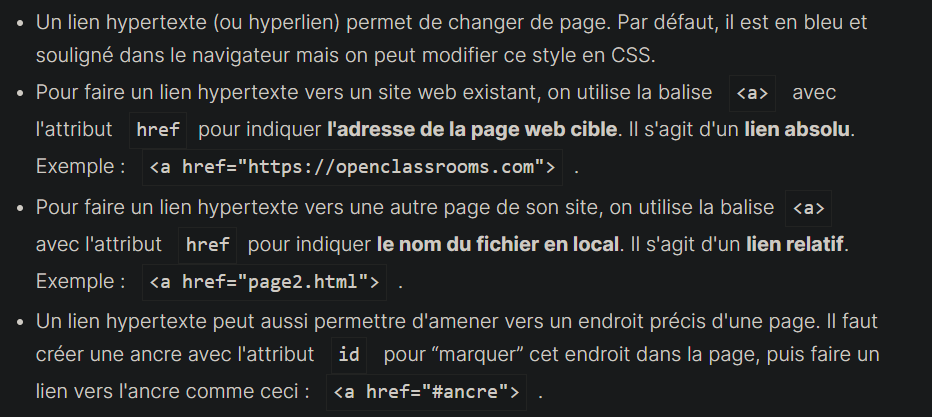 • Un lien hypertexte (ou hyperlien) permet de changer de page. Par défaut, il est en bleu et
souligné dans le navigateur mais on peut modifier ce style en CSS.
• Pour faire un lien hypertexte vers un site web existant, on utilise la balise <a> avec
l'attribut href pour indiquer l'adresse de la page web cible. Il s'agit d'un lien absolu.
Exemple : <a href="https://openclassrooms.com"> .
• Pour faire un lien hypertexte vers une autre page de son site, on utilise la balise <a>
avec l'attribut href pour indiquer le nom du fichier en local. Il s'agit d'un lien relatif.
Exemple : <a href="page2.html"> .
• Un lien hypertexte peut aussi permettre d'amener vers un endroit précis d'une page. Il faut
créer une ancre avec l'attribut id pour “marquer” cet endroit dans la page, puis faire un
lien vers l'ancre comme ceci : <a href="#ancre"> .